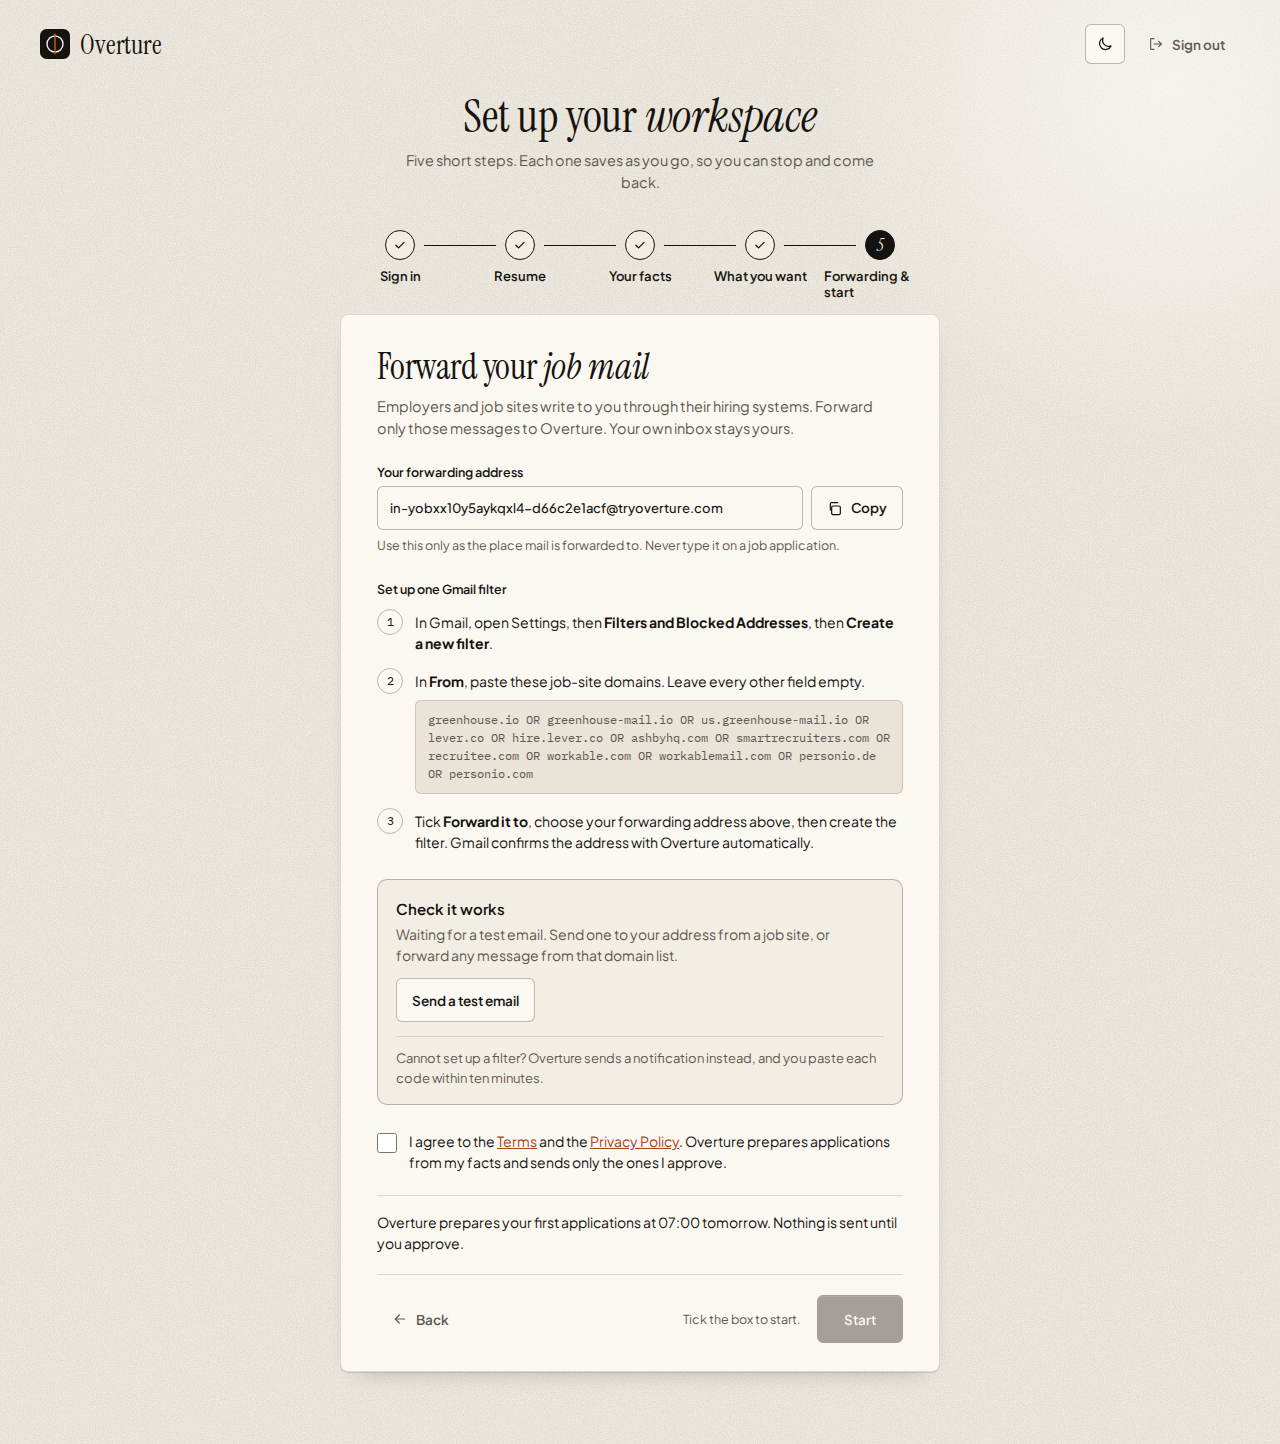 Overture
Sign out
Set up your workspace
Five short steps. Each one saves as you go, so you can stop and come
back.
5
Sign in
Resume
Your facts
What you want
Forwarding &
start
Forward your job mail
Employers and job sites write to you through their hiring systems. Forward
only those messages to Overture. Your own inbox stays yours.
Your forwarding address
in-yobxx10y5aykqxl4-d66c2e1acf@tryoverture.com
Copy
Use this only as the place mail is forwarded to. Never type it on a job application.
Set up one Gmail filter
1
In Gmail, open Settings, then Filters and Blocked Addresses, then Create
a new filter.
2
In From, paste these job-site domains. Leave every other field empty.
greenhouse.io OR greenhouse-mail.io OR us.greenhouse-mail.io OR
lever.co OR hire.lever.co OR ashbyhq.com OR smartrecruiters.com OR
recruitee.com OR workable.com OR workablemail.com OR personio.de
OR personio.com
3
Tick Forward it to, choose your forwarding address above, then create the
filter. Gmail confirms the address with Overture automatically.
Check it works
Waiting for a test email. Send one to your address from a job site, or
forward any message from that domain list.
Send a test email
Cannot set up a filter? Overture sends a notification instead, and you paste each
code within ten minutes.
I agree to the Terms and the Privacy Policy. Overture prepares applications
from my facts and sends only the ones I approve.
Overture prepares your first applications at 07:00 tomorrow. Nothing is sent until
you approve.
Back
Tick the box to start.
Start